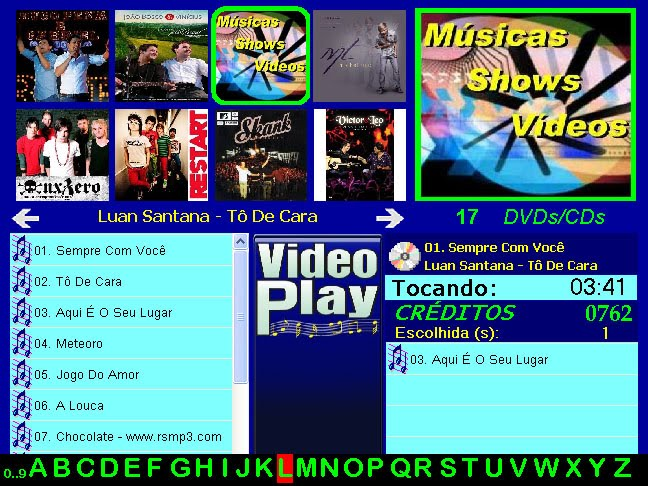 JOÃO BOSCO & VINÍCIUS
Músicas
Shows
Vídeos
Músicas
Shows
Vídeos
nxzero
RESTART
Skank
Victor Leo
Luan Santana - Tô De Cara
17 DVDs/CDs
01. Sempre Com Você
02. Tô De Cara
03. Aqui É O Seu Lugar
04. Meteoro
05. Jogo Do Amor
06. A Louca
07. Chocolate - www.rsmp3.com
Video
Play
01. Sempre Com Você
Luan Santana - Tô De Cara
Tocando: 03:41
CRÉDITOS 0762
Escolhida (s): 1
03. Aqui É O Seu Lugar
0..9 A B C D E F G H I J K L M N O P Q R S T U V W X Y Z